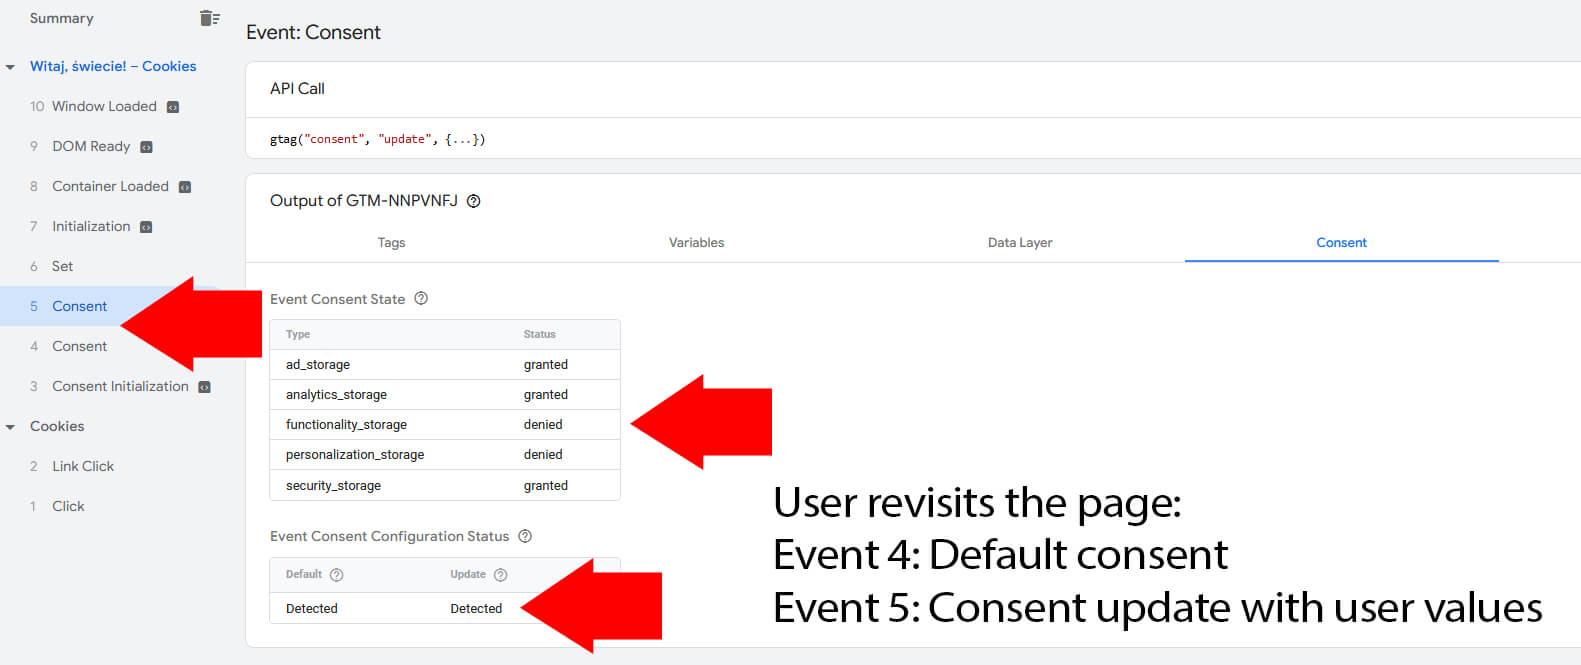 Summary
Witaj, świecie! – Cookies
10 Window Loaded
9 DOM Ready
8 Container Loaded
7 Initialization
6 Set
5 Consent
4 Consent
3 Consent Initialization
Cookies
2 Link Click
1 Click
Event: Consent
API Call
gtag("consent", "update", {...})
Output of GTM-NNPVNFJ
Tags Variables Data Layer Consent
Event Consent State
Type Status
ad_storage granted
analytics_storage granted
functionality_storage denied
personalization_storage denied
security_storage granted
Event Consent Configuration Status
Default Update
Detected Detected
User revisits the page:
Event 4: Default consent
Event 5: Consent update with user values